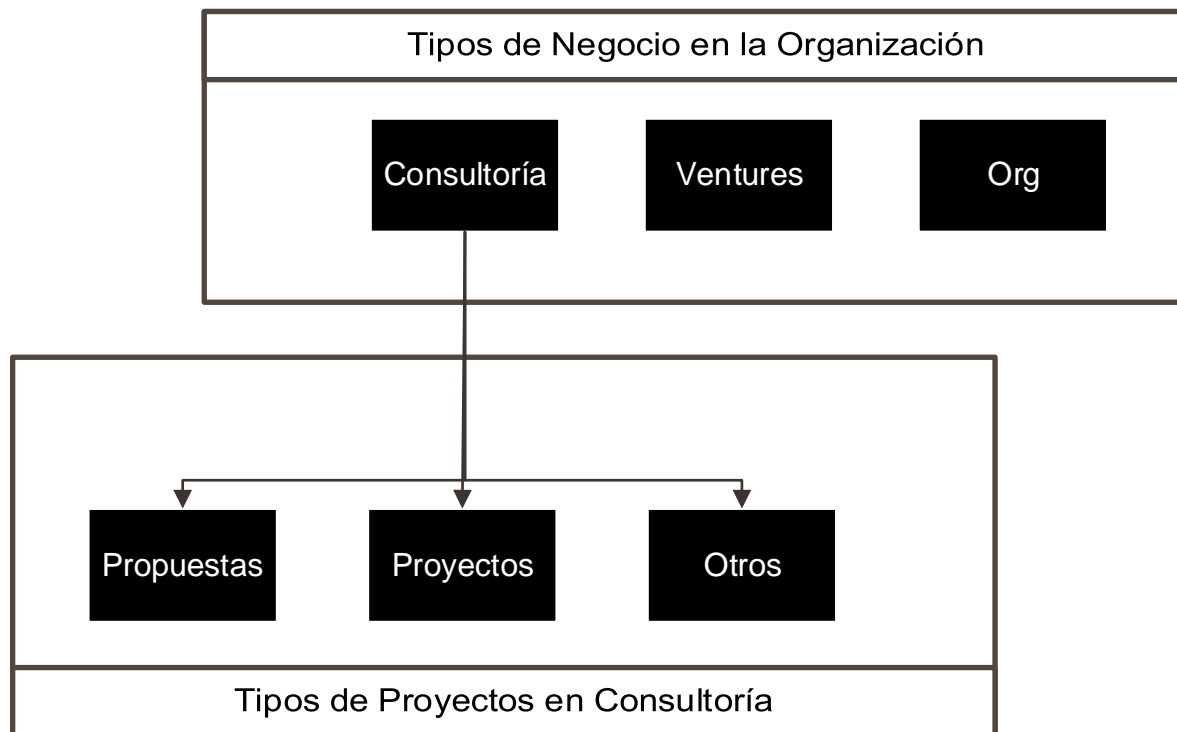 Tipos de Negocio en la Organización
Consultoría
Ventures
Org
Propuestas
Proyectos
Otros
Tipos de Proyectos en Consultoría